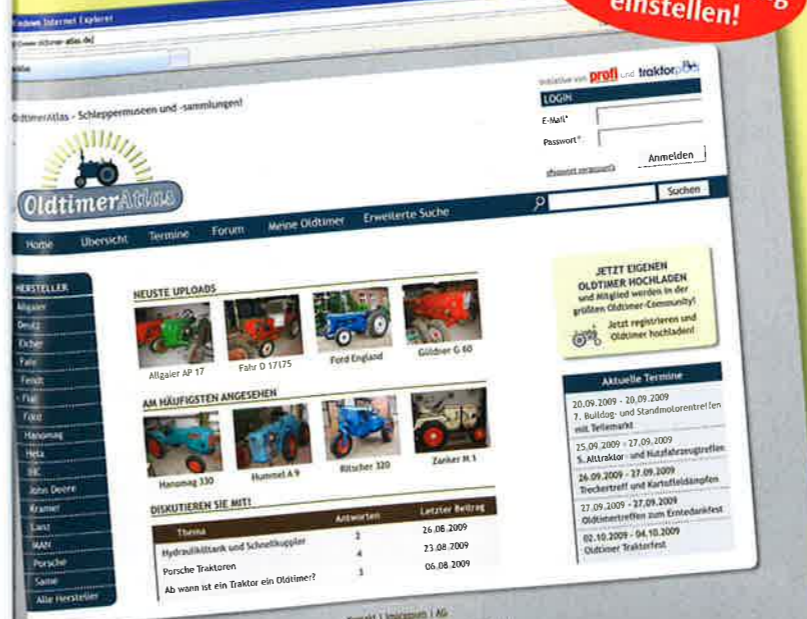 einstellen!
Windows Internet Explorer
OldtimerAtlas - Schleppermuseen und -sammlungen!
Initiative von profi und traktorpool
LOGIN
E-Mail*
Passwort*
Passwort vergessen?
Anmelden
OldtimerAtlas
Suchen
Home Übersicht Termine Forum Meine Oldtimer Erweiterte Suche
HERSTELLER
Allgaier
Deutz
Eicher
Fahr
Fendt
Fiat
Ford
Hanomag
Hela
IHC
John Deere
Kramer
Lanz
MAN
Porsche
Same
Alle Hersteller
NEUSTE UPLOADS
Allgaier AP 17
Fahr D 17L75
Ford England
Güldner G 60
AM HÄUFIGSTEN ANGESEHEN
Hanomag 330
Hummel A 9
Ritscher 320
Zanker M 1
DISKUTIEREN SIE MIT!
Thema Antworten Letzter Beitrag
Hydrauliköltank und Schnellkuppler 2 26.08.2009
Porsche Traktoren 4 23.08.2009
Ab wann ist ein Traktor ein Oldtimer? 3 06.08.2009
JETZT EIGENEN
OLDTIMER HOCHLADEN
und Mitglied werden in der
größten Oldtimer-Community!
Jetzt registrieren und
Oldtimer hochladen!
Aktuelle Termine
20.09.2009 - 20.09.2009
7. Bulldog- und Standmotorentreffen
mit Teilemarkt
25.09.2009 - 27.09.2009
5. Alttraktor- und Nutzfahrzeugtreffen
26.09.2009 - 27.09.2009
Treckertreff und Kartoffeldämpfen
27.09.2009 - 27.09.2009
Oldtimertreffen zum Erntedankfest
02.10.2009 - 04.10.2009
Oldtimer Traktorfest
| Impressum | AG